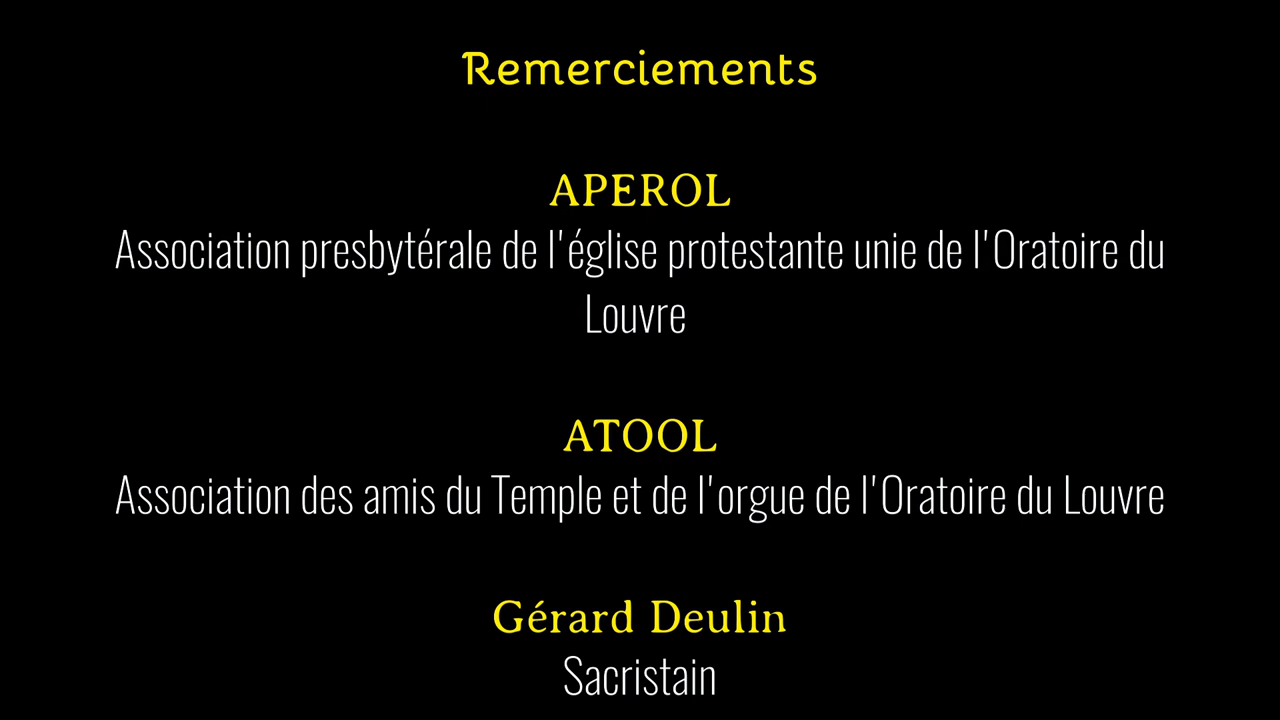 Remerciements
APEROL
Association presbytérale de l'église protestante unie de l'Oratoire du
Louvre
ATOOL
Association des amis du Temple et de l'orgue de l'Oratoire du Louvre
Gérard Deulin
Sacristain